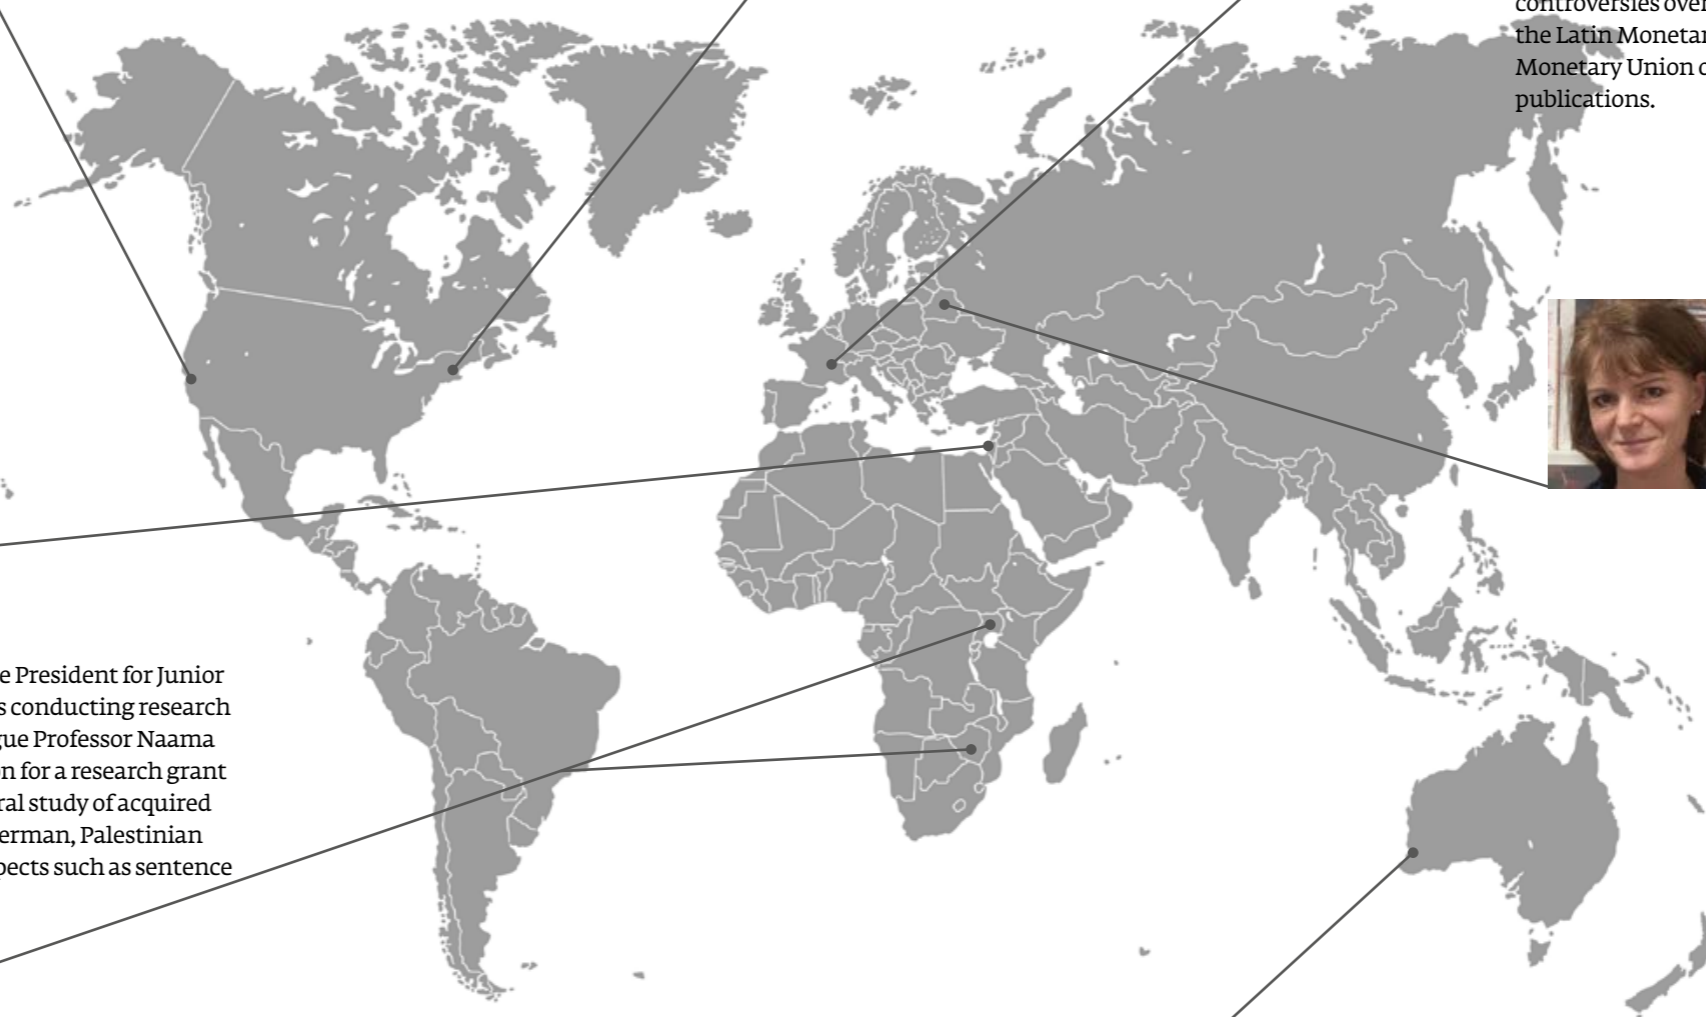 controversies over
the Latin Monetar
Monetary Union o
publications.
e President for Junior
s conducting research
gue Professor Naama
on for a research grant
ral study of acquired
erman, Palestinian
pects such as sentence